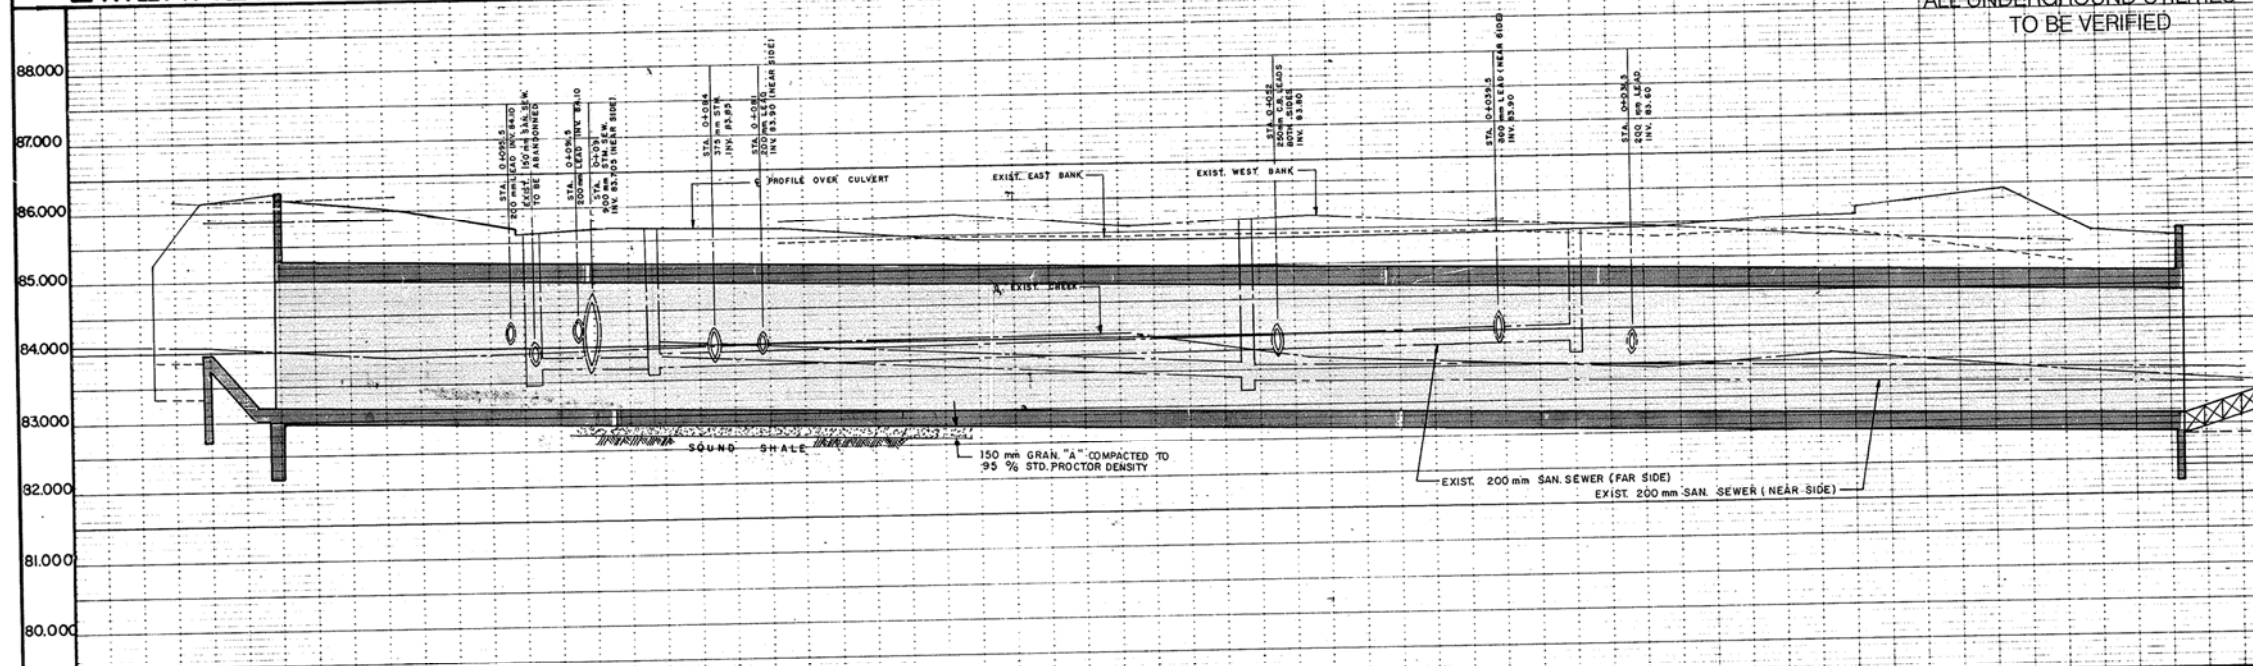 TO BE VERIFIED
88.000
87.000
86.000
85.000
84.000
83.000
82.000
81.000
80.000
STA. 0+095.5
200 mm LEAD INV. 84.10
EXIST. 150 mm SAN. SEW.
TO BE ABANDONNED
STA. 0+091.5
200 mm LEAD INV. 84.10
STA. 0+091
900 mm STM. SEW.
INV. 83.705 (NEAR SIDE)
STA. 0+084
375 mm STM.
INV. 83.85
STA. 0+081
200 mm LEAD
INV. 83.90 (NEAR SIDE)
STA. 0+052
250mm C.B. LEADS
BOTH SIDES
INV. 83.80
STA. 0+039.5
300 mm LEAD (NEAR SIDE)
INV. 83.90
200 mm LEAD
INV. 83.60
℄ PROFILE OVER CULVERT
EXIST. EAST BANK
EXIST. WEST BANK
EXIST. CREEK
SOUND SHALE
150 mm GRAN. "A" COMPACTED TO
95 % STD. PROCTOR DENSITY
EXIST. 200 mm SAN. SEWER (FAR SIDE)
EXIST. 200 mm SAN. SEWER (NEAR SIDE)